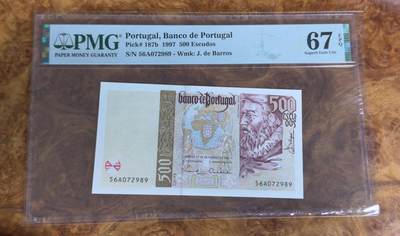 PMG
PAPER MONEY GUARANTY
Portugal, Banco de Portugal
Pick# 187b 1997 500 Escudos
S/N 56A072989 - Wmk: J. de Barros
67 EPQ
Superb Gem Unc
banco de Portugal
500
500
56A072989
56A072989